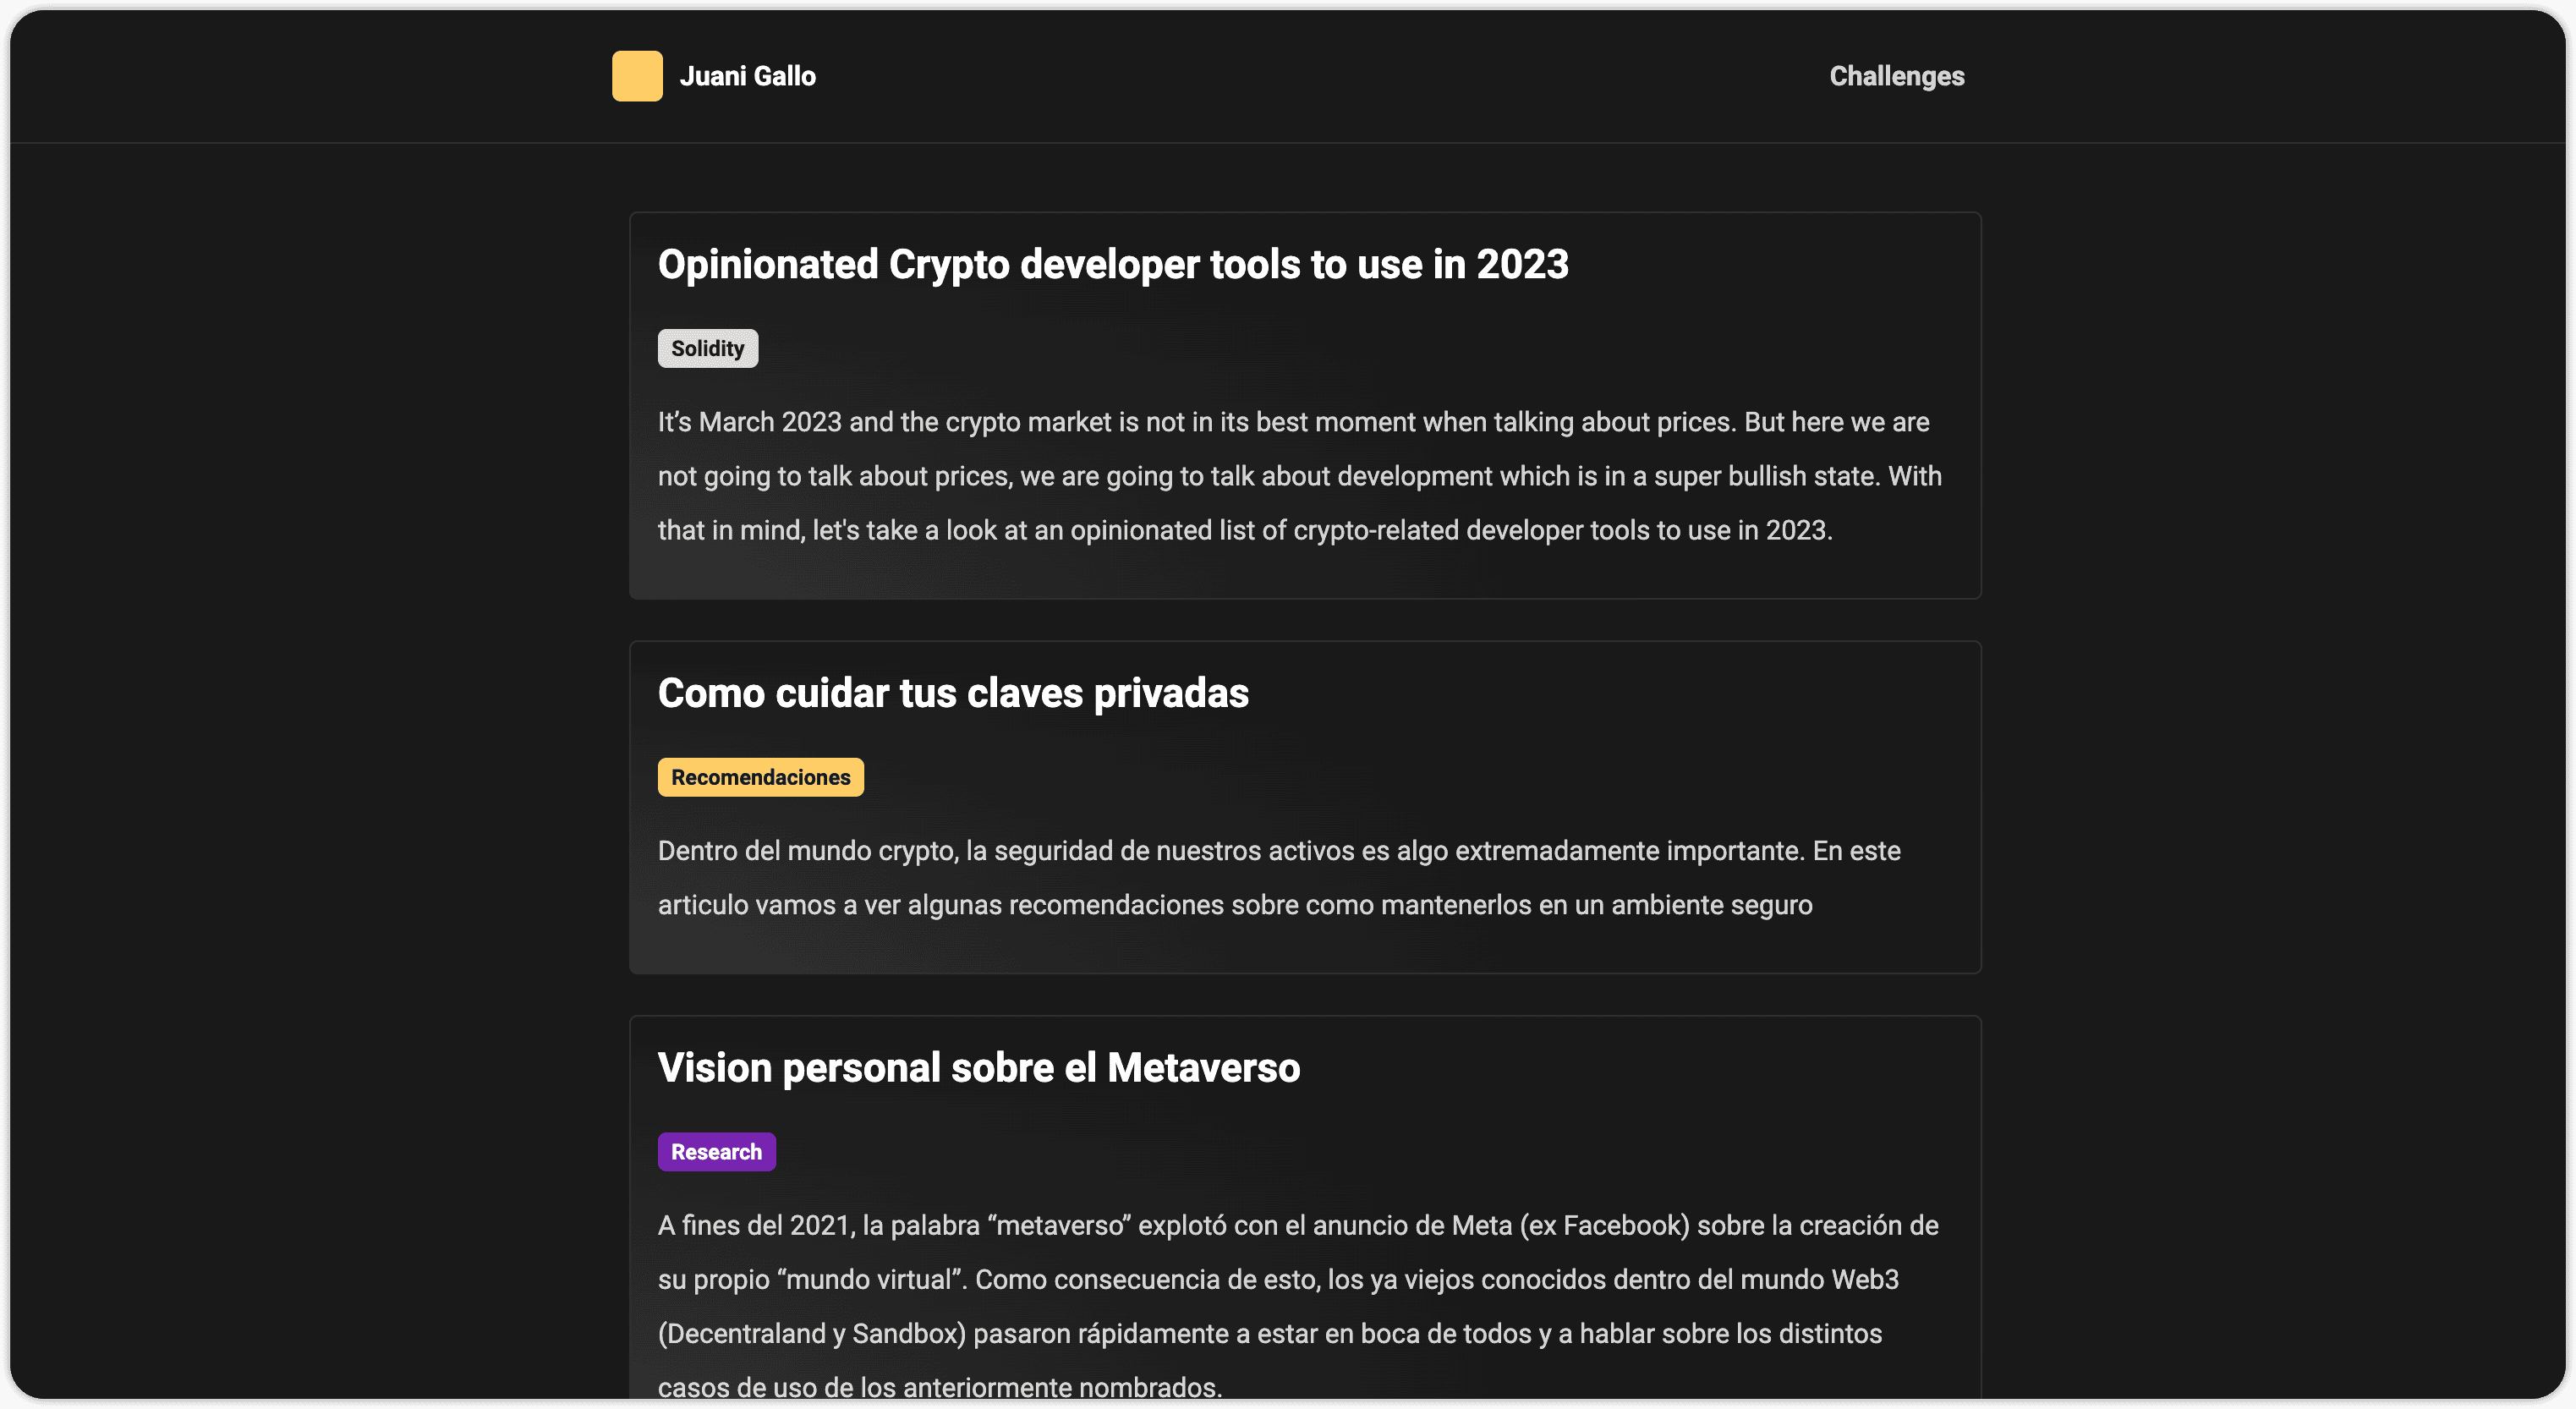 Juani Gallo
Challenges
Opinionated Crypto developer tools to use in 2023
Solidity
It’s March 2023 and the crypto market is not in its best moment when talking about prices. But here we are
not going to talk about prices, we are going to talk about development which is in a super bullish state. With
that in mind, let's take a look at an opinionated list of crypto-related developer tools to use in 2023.
Como cuidar tus claves privadas
Recomendaciones
Dentro del mundo crypto, la seguridad de nuestros activos es algo extremadamente importante. En este
articulo vamos a ver algunas recomendaciones sobre como mantenerlos en un ambiente seguro
Vision personal sobre el Metaverso
Research
A fines del 2021, la palabra “metaverso” explotó con el anuncio de Meta (ex Facebook) sobre la creación de
su propio “mundo virtual”. Como consecuencia de esto, los ya viejos conocidos dentro del mundo Web3
(Decentraland y Sandbox) pasaron rápidamente a estar en boca de todos y a hablar sobre los distintos
casos de uso de los anteriormente nombrados.